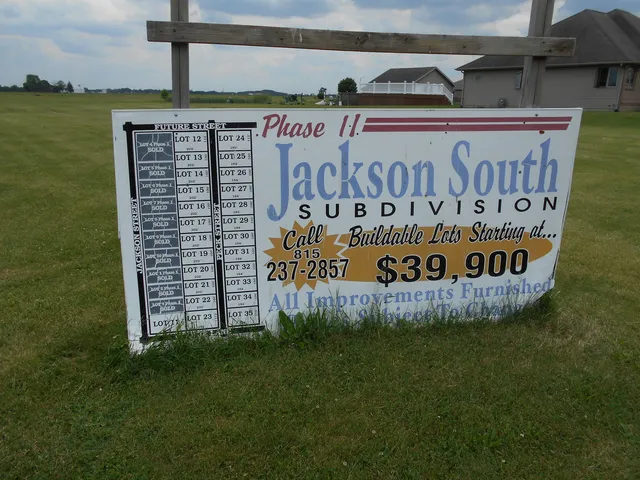 Phase II
Jackson South
SUBDIVISION
Call
815
237-2857
Buildable Lots Starting at...
$39,900
All Improvements Furnished
FUTURE STREET
JACKSON STREET
PARK STREET
SOLD
SOLD
SOLD
SOLD
SOLD
SOLD
SOLD
SOLD
SOLD
SOLD
LOT 11
LOT 12
LOT 13
LOT 14
LOT 15
LOT 16
LOT 17
LOT 18
LOT 19
LOT 20
LOT 21
LOT 22
LOT 23
LOT 24
LOT 25
LOT 26
LOT 27
LOT 28
LOT 29
LOT 30
LOT 31
LOT 32
LOT 33
LOT 34
LOT 35